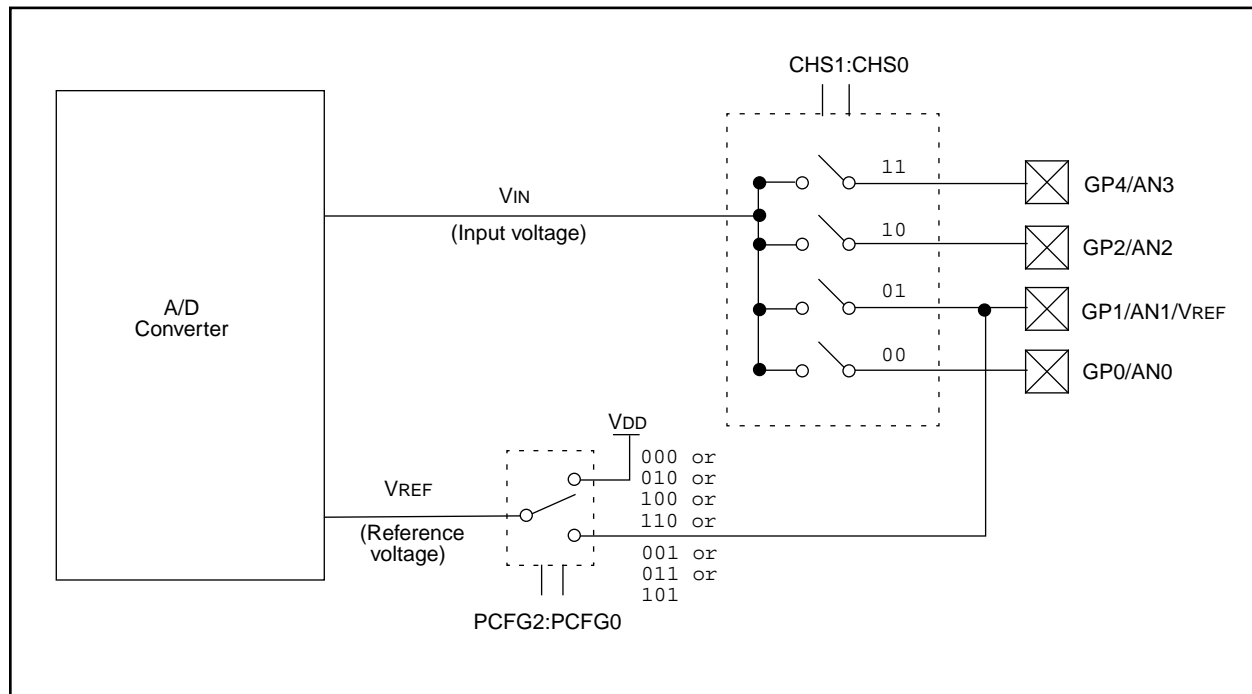 CHS1:CHS0
11
GP4/AN3
VIN
(Input voltage)
10
GP2/AN2
A/D
Converter
01
GP1/AN1/VREF
00
GP0/AN0
VDD
000 or
010 or
100 or
110 or
VREF
(Reference
voltage)
001 or
011 or
101
PCFG2:PCFG0